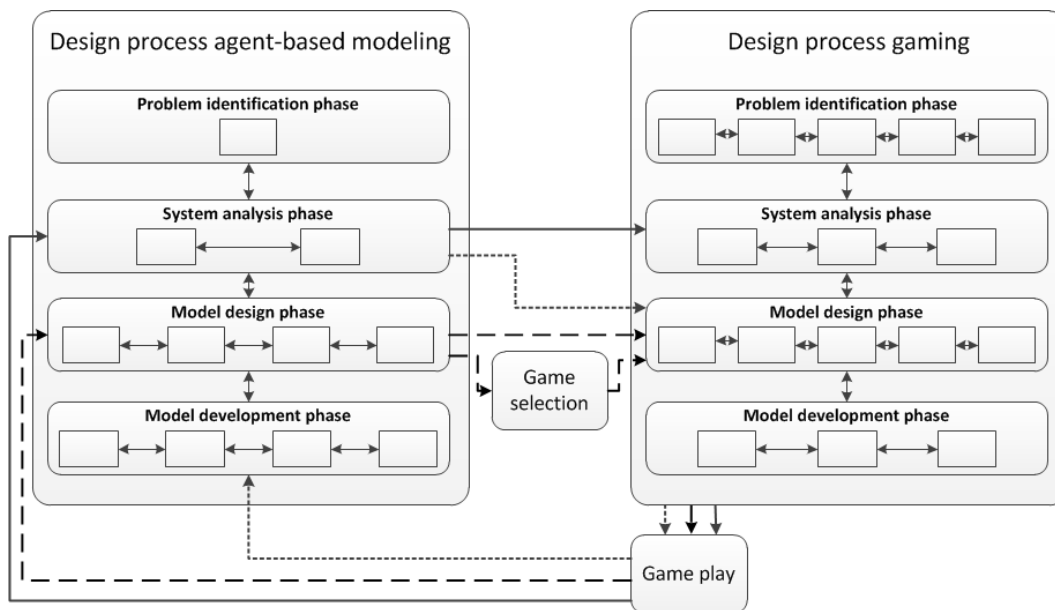 Design process agent-based modeling
Problem identification phase
System analysis phase
Model design phase
Model development phase
Game
selection
Design process gaming
Problem identification phase
System analysis phase
Model design phase
Model development phase
Game play